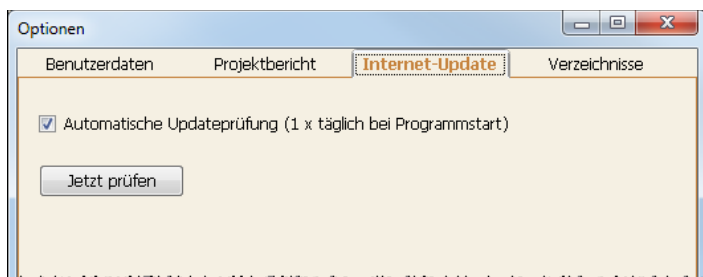 Optionen
Benutzerdaten Projektbericht Internet-Update Verzeichnisse
Automatische Updateprüfung (1 x täglich bei Programmstart)
Jetzt prüfen